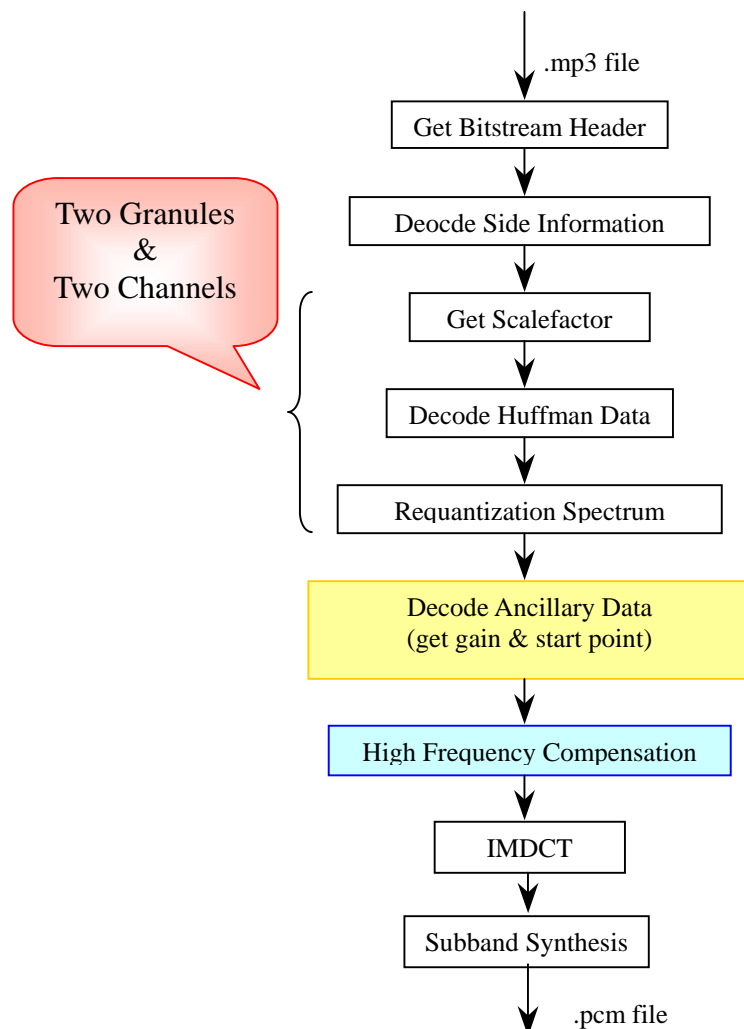 .mp3 file
Get Bitstream Header
Two Granules
&
Two Channels
Deocde Side Information
Get Scalefactor
Decode Huffman Data
Requantization Spectrum
Decode Ancillary Data
(get gain & start point)
High Frequency Compensation
IMDCT
Subband Synthesis
.pcm file